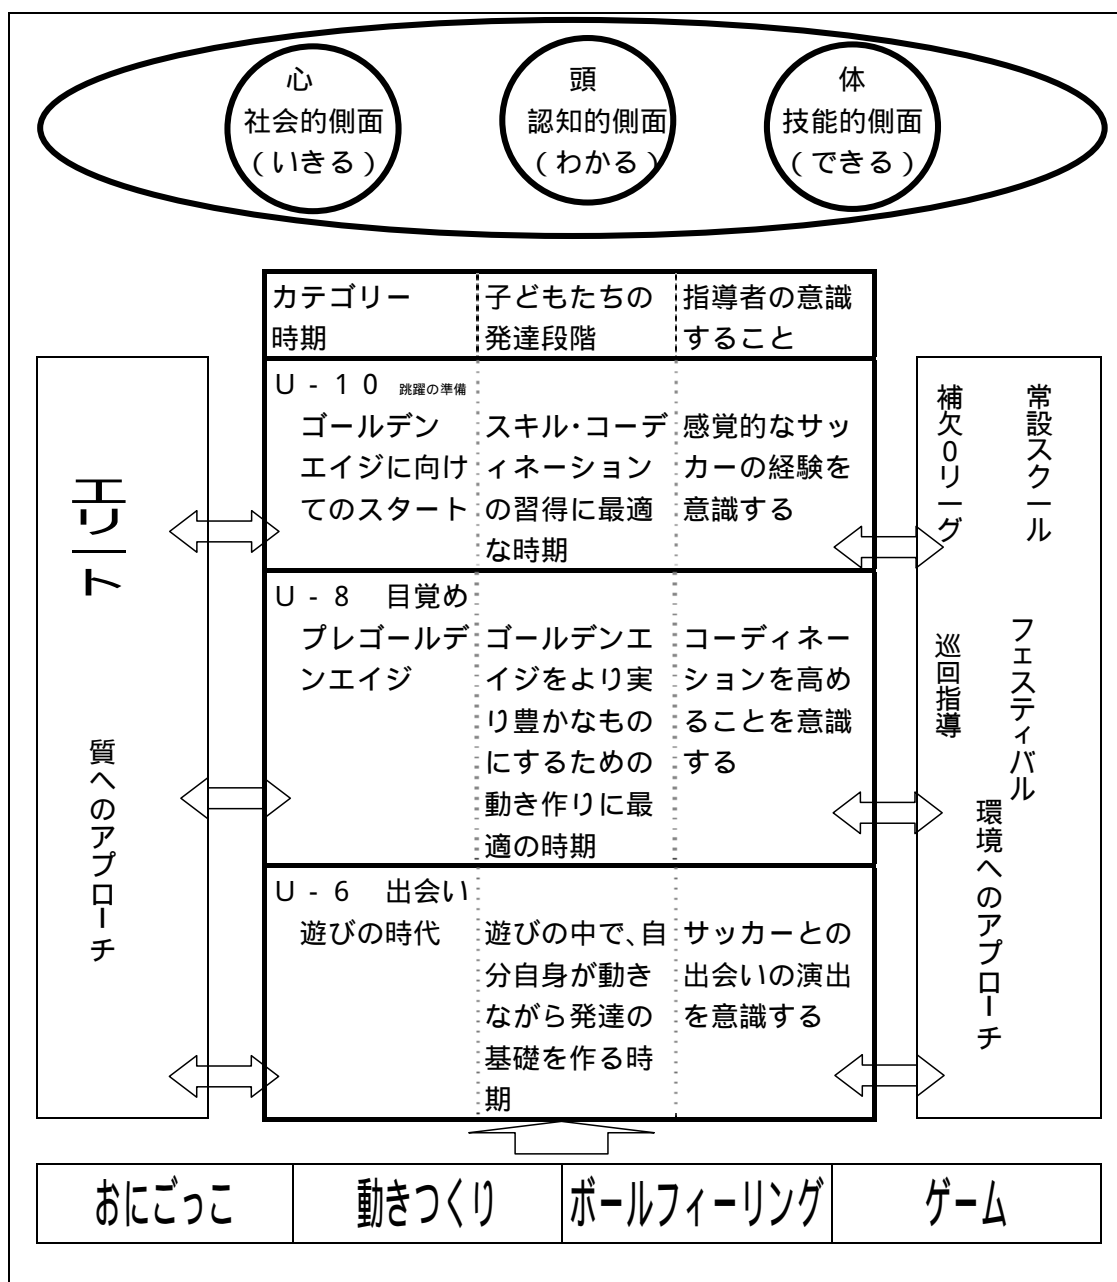 心
社会的側面
(いきる)
頭
認知的側面
(わかる)
体
技能的側面
(できる)
カテゴリー
時期
子どもたちの
発達段階
指導者の意識
すること
U-10 跳躍の準備
ゴールデン
エイジに向け
てのスタート
スキル・コーデ
ィネーション
の習得に最適
な時期
感覚的なサッ
カーの経験を
意識する
U-8 目覚め
プレゴールデ
ンエイジ
ゴールデンエ
イジをより実
り豊かなもの
にするための
動き作りに最
適の時期
コーディネー
ションを高め
ることを意識
する
U-6 出会い
遊びの時代
遊びの中で、自
分自身が動き
ながら発達の
基礎を作る時
期
サッカーとの
出会いの演出
を意識する
エリート
質へのアプローチ
常設スクール
補欠0リーグ
フェスティバル
巡回指導
環境へのアプローチ
おにごっこ
動きつくり
ボールフィーリング
ゲーム